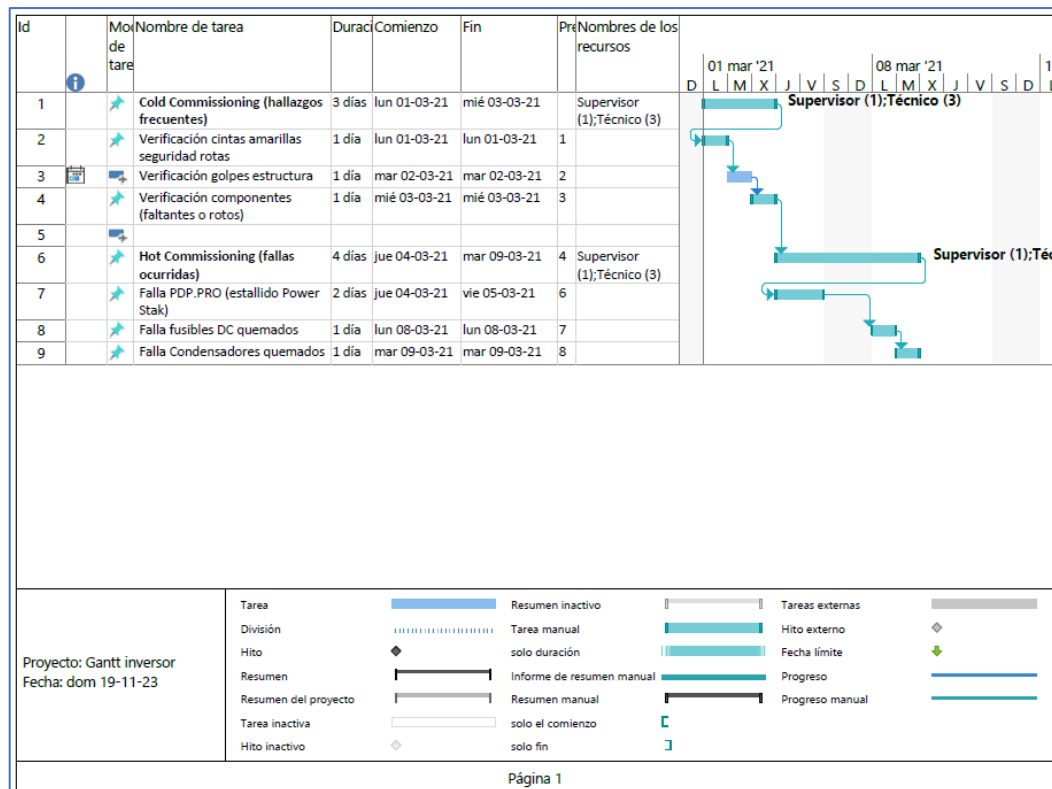 Id Mo Nombre de tarea Duraci Comienzo Fin Pre Nombres de los
de recursos
tare
01 mar '21 08 mar '21 1
D L M X J V S D L M X J V S D L
1 Cold Commissioning (hallazgos 3 días lun 01-03-21 mié 03-03-21 Supervisor Supervisor (1);Técnico (3)
frecuentes) (1);Técnico (3)
2 Verificación cintas amarillas 1 día lun 01-03-21 lun 01-03-21 1
seguridad rotas
3 Verificación golpes estructura 1 día mar 02-03-21 mar 02-03-21 2
4 Verificación componentes 1 día mié 03-03-21 mié 03-03-21 3
(faltantes o rotos)
5
6 Hot Commissioning (fallas 4 días jue 04-03-21 mar 09-03-21 4 Supervisor Supervisor (1);Téc
ocurridas) (1);Técnico (3)
7 Falla PDP.PRO (estallido Power 2 días jue 04-03-21 vie 05-03-21 6
Stak)
8 Falla fusibles DC quemados 1 día lun 08-03-21 lun 08-03-21 7
9 Falla Condensadores quemados 1 día mar 09-03-21 mar 09-03-21 8
Proyecto: Gantt inversor
Fecha: dom 19-11-23
Tarea Resumen inactivo Tareas externas
División Tarea manual Hito externo
Hito solo duración Fecha límite
Resumen Informe de resumen manual Progreso
Resumen del proyecto Resumen manual Progreso manual
Tarea inactiva solo el comienzo
Hito inactivo solo fin
Página 1